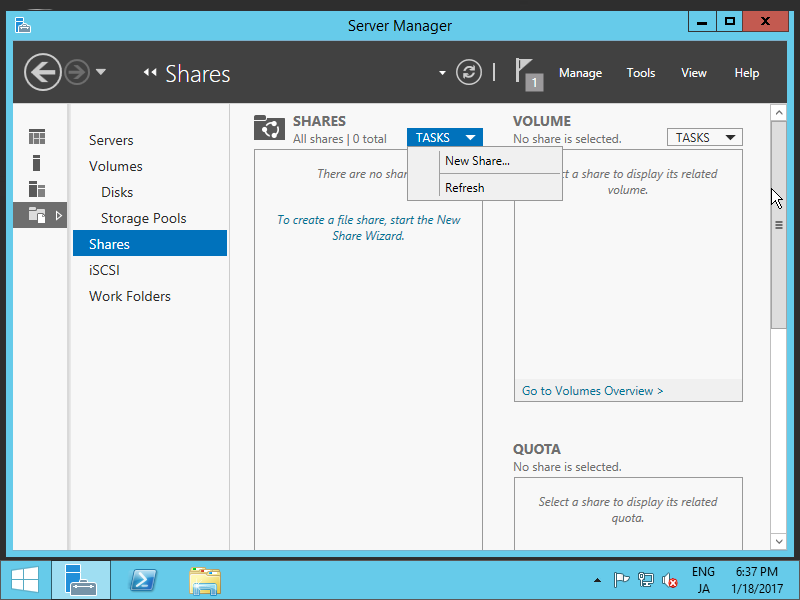 Server Manager
Shares
1
Manage
Tools
View
Help
Servers
Volumes
Disks
Storage Pools
Shares
iSCSI
Work Folders
SHARES
All shares | 0 total
TASKS
New Share...
Refresh
There are no shar
To create a file share, start the New
Share Wizard.
VOLUME
No share is selected.
TASKS
ct a share to display its related
volume.
Go to Volumes Overview >
QUOTA
No share is selected.
Select a share to display its related
quota.
ENG
JA
6:37 PM
1/18/2017